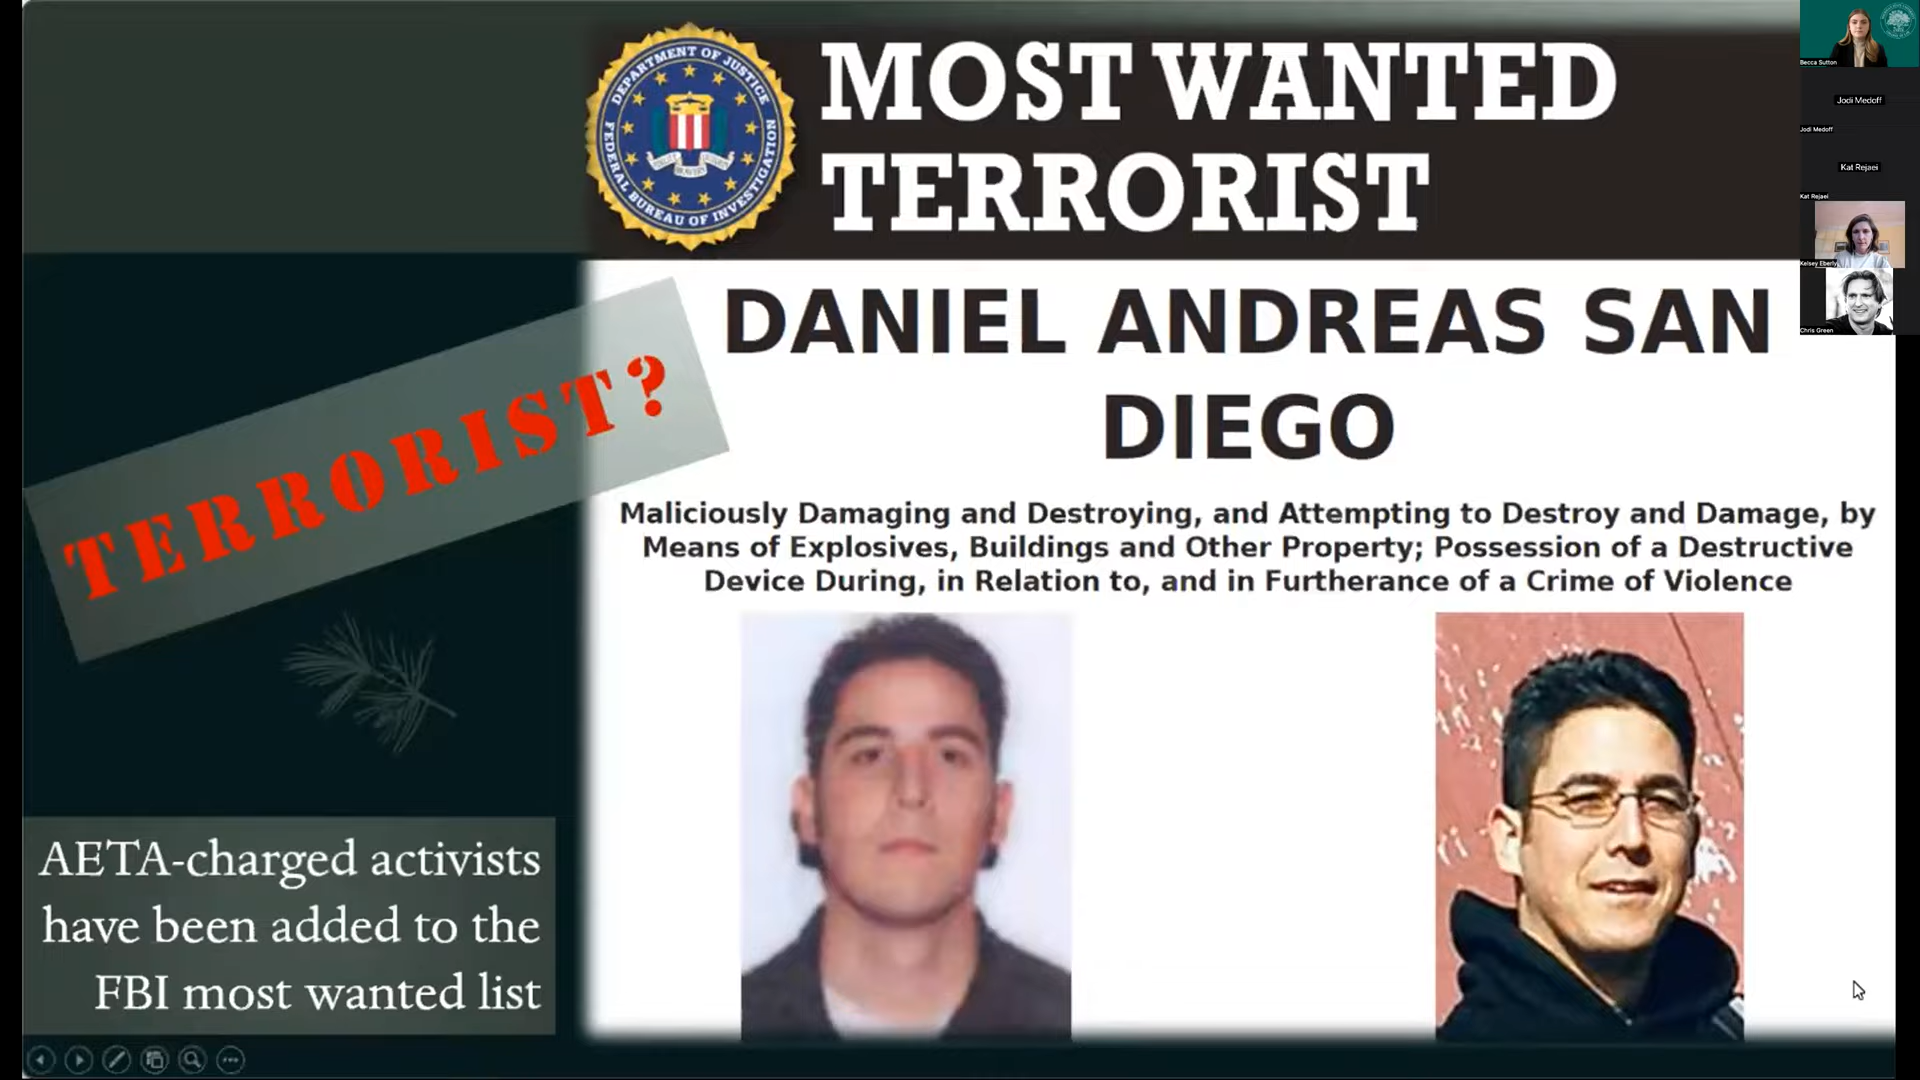 DEPARTMENT OF JUSTICE
FEDERAL BUREAU OF INVESTIGATION
MOST WANTED
TERRORIST
DANIEL ANDREAS SAN
DIEGO
Maliciously Damaging and Destroying, and Attempting to Destroy and Damage, by
Means of Explosives, Buildings and Other Property; Possession of a Destructive
Device During, in Relation to, and in Furtherance of a Crime of Violence
TERRORIST?
AETA-charged activists
have been added to the
FBI most wanted list
Becca Sutton
Jodi Medoff
Jodi Medoff
Kat Rejaei
Kat Rejaei
Kelsey Eberly
Chris Green